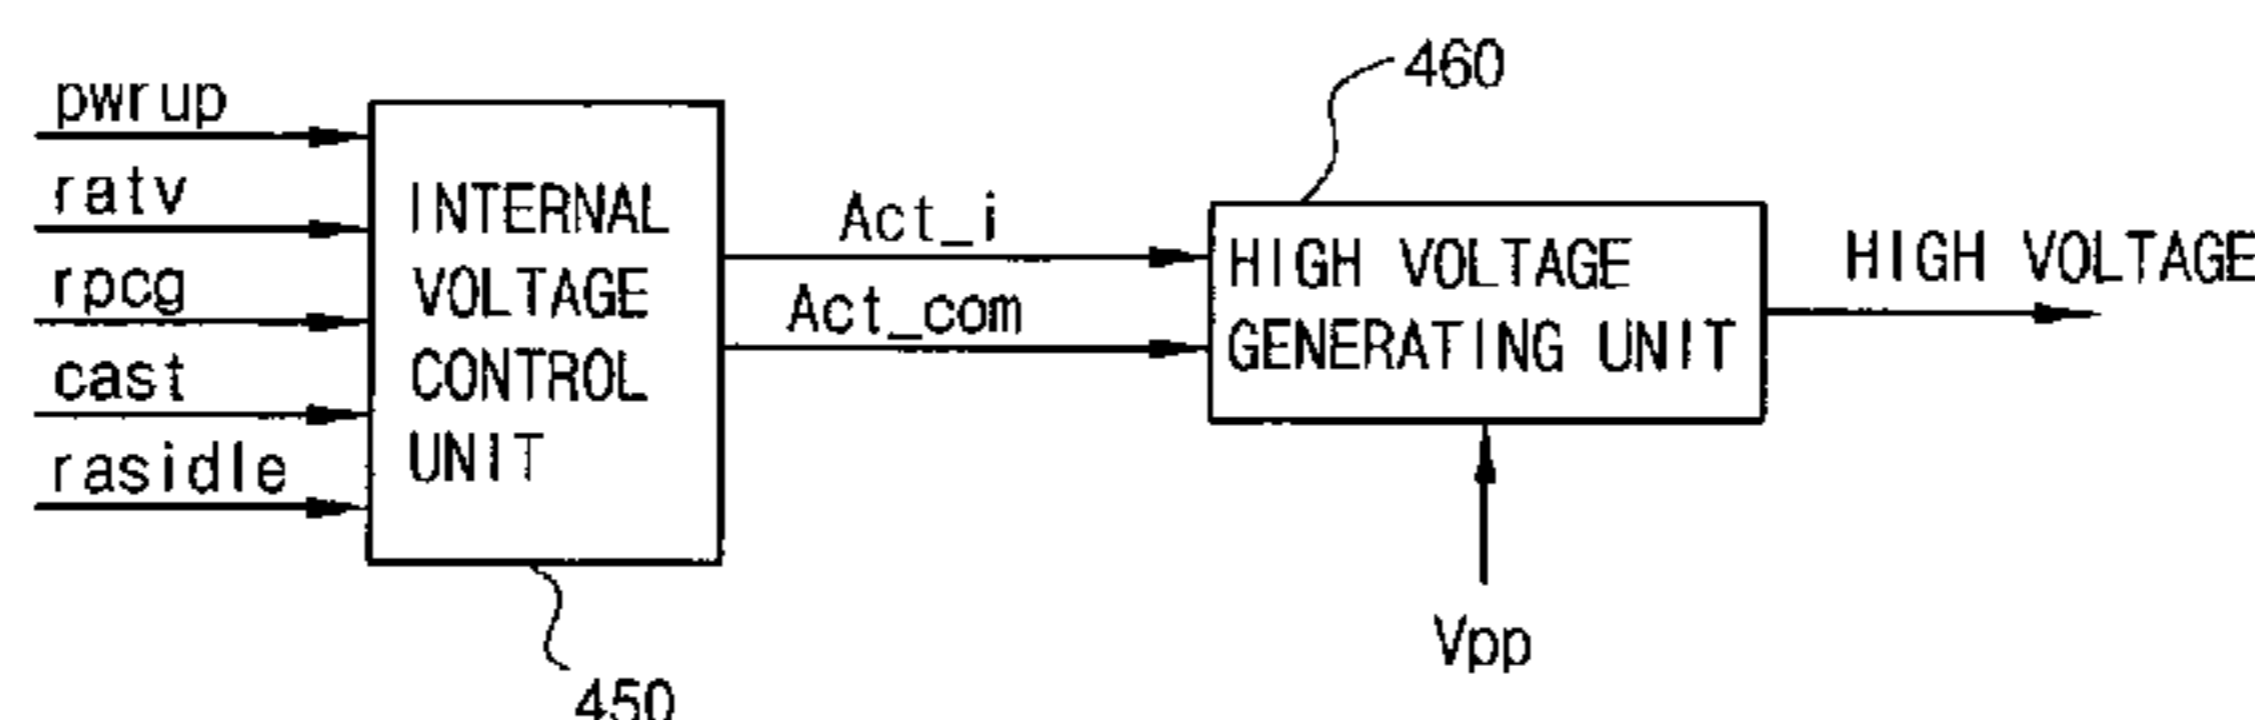 pwrup
ratv
rpcg
cast
rasidle
INTERNAL
VOLTAGE
CONTROL
UNIT
450
Act_i
Act_com
460
HIGH VOLTAGE
GENERATING UNIT
Vpp
HIGH VOLTAGE